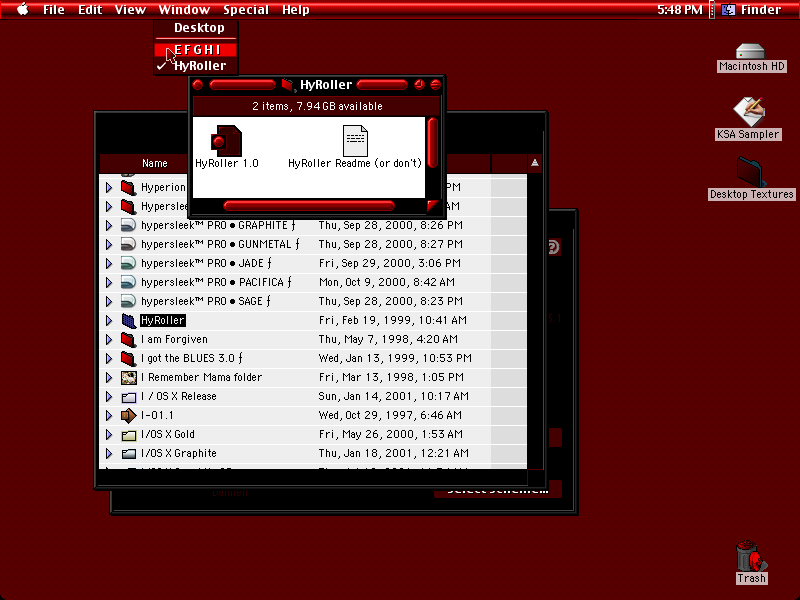 File Edit View Window Special Help 5:48 PM Finder
Desktop
E F G H I
HyRoller
HyRoller
2 items, 7.94 GB available
HyRoller 1.0
HyRoller Readme (or don't)
Macintosh HD
KSA Sampler
Desktop Textures
Name
Hyperion PM
Hypersle AM
hypersleek™ PRO • GRAPHITE ƒ Thu, Sep 28, 2000, 8:26 PM
hypersleek™ PRO • GUNMETAL ƒ Thu, Sep 28, 2000, 8:27 PM
hypersleek™ PRO • JADE ƒ Fri, Sep 29, 2000, 3:06 PM
hypersleek™ PRO • PACIFICA ƒ Mon, Oct 9, 2000, 8:42 AM
hypersleek™ PRO • SAGE ƒ Thu, Sep 28, 2000, 8:23 PM
HyRoller Fri, Feb 19, 1999, 10:41 AM
I am Forgiven Thu, May 7, 1998, 4:20 AM
I got the BLUES 3.0 ƒ Wed, Jan 13, 1999, 10:53 PM
I Remember Mama folder Fri, Mar 13, 1998, 1:05 PM
I / OS X Release Sun, Jan 14, 2001, 10:17 AM
I-01.1 Wed, Oct 29, 1997, 6:46 AM
I/OS X Gold Fri, May 26, 2000, 1:53 AM
I/OS X Graphite Thu, Jan 18, 2001, 12:21 AM
Select Scheme...
Trash